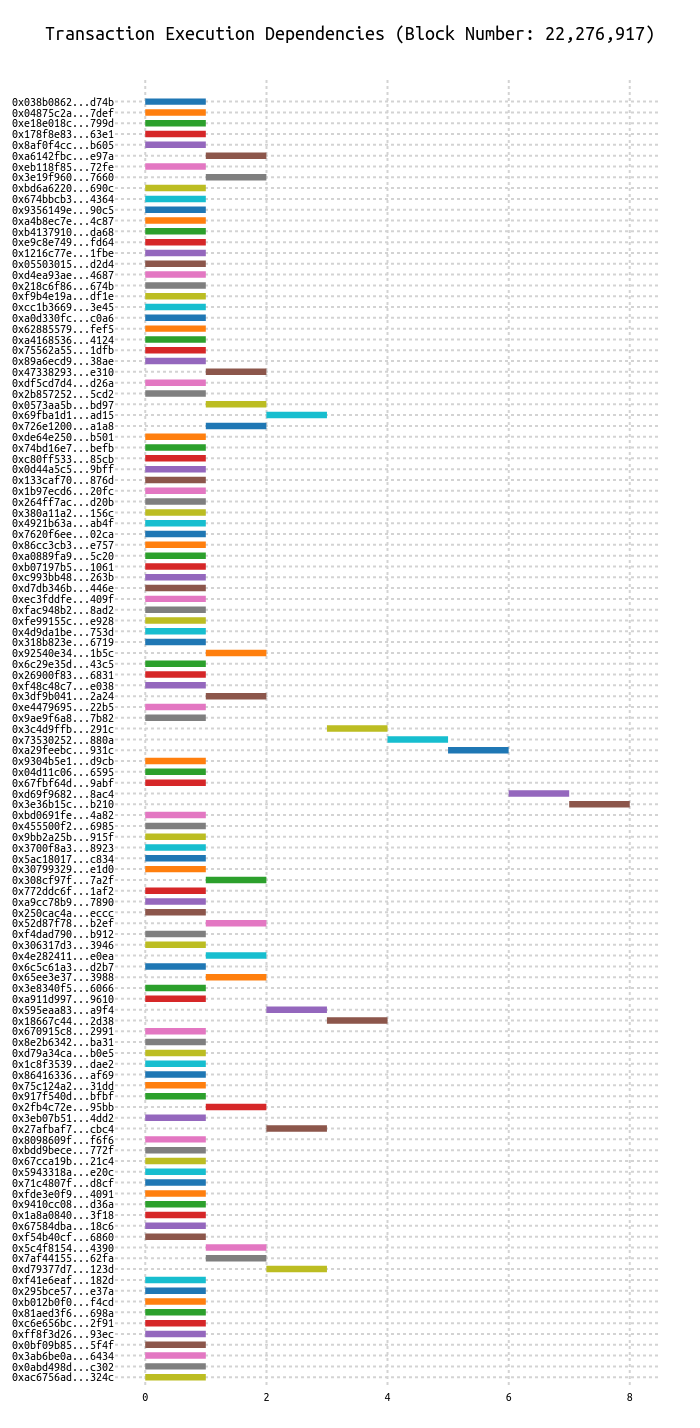 Transaction Execution Dependencies (Block Number: 22,276,917)
0x038b0862...d74b
0x04875c2a...7def
0xe18e018c...799d
0x178f8e83...63e1
0x8af0f4cc...b605
0xa6142fbc...e97a
0xeb118f85...72fe
0x3e19f960...7660
0xbd6a6220...690c
0x674bbcb3...4364
0x9356149e...90c5
0xa4b8ec7e...4c87
0xb4137910...da68
0xe9c8e749...fd64
0x1216c77e...1fbe
0x05503015...d2d4
0xd4ea93ae...4687
0x218c6f86...674b
0xf9b4e19a...df1e
0xcc1b3669...3e45
0xa0d330fc...c0a6
0x62885579...fef5
0xa4168536...4124
0x75562a55...1dfb
0x89a6ecd9...38ae
0x47338293...e310
0xdf5cd7d4...d26a
0x2b857252...5cd2
0x0573aa5b...bd97
0x69fba1d1...ad15
0x726e1200...a1a8
0xde64e250...b501
0x74bd16e7...befb
0xc80ff533...85cb
0x0d44a5c5...9bff
0x133caf70...876d
0x1b97ecd6...20fc
0x264ff7ac...d20b
0x380a11a2...156c
0x4921b63a...ab4f
0x7620f6ee...02ca
0x86cc3cb3...e757
0xa0889fa9...5c20
0xb07197b5...1061
0xc993bb48...263b
0xd7db346b...446e
0xec3fddfe...409f
0xfac948b2...8ad2
0xfe99155c...e928
0x4d9da1be...753d
0x318b823e...6719
0x92540e34...1b5c
0x6c29e35d...43c5
0x26900f83...6831
0xf48c48c7...e038
0x3df9b041...2a24
0xe4479695...22b5
0x9ae9f6a8...7b82
0x3c4d9ffb...291c
0x73530252...880a
0xa29feebc...931c
0x9304b5e1...d9cb
0x04d11c06...6595
0x67fbf64d...9abf
0xd69f9682...8ac4
0x3e36b15c...b210
0xbd0691fe...4a82
0x455500f2...6985
0x9bb2a25b...915f
0x3700f8a3...8923
0x5ac18017...c834
0x30799329...e1d0
0x308cf97f...7a2f
0x772ddc6f...1af2
0xa9cc78b9...7890
0x250cac4a...eccc
0x52d87f78...b2ef
0xf4dad790...b912
0x306317d3...3946
0x4e282411...e0ea
0x6c5c61a3...d2b7
0x65ee3e37...3988
0x3e8340f5...6066
0xa911d997...9610
0x595eaa83...a9f4
0x18667c44...2d38
0x670915c8...2991
0x8e2b6342...ba31
0xd79a34ca...b0e5
0x1c8f3539...dae2
0x86416336...af69
0x75c124a2...31dd
0x917f540d...bfbf
0x2fb4c72e...95bb
0x3eb07b51...4dd2
0x27afbaf7...cbc4
0x8098609f...f6f6
0xbdd9bece...772f
0x67cca19b...21c4
0x5943318a...e20c
0x71c4807f...d8cf
0xfde3e0f9...4091
0x9410cc08...d36a
0x1a8a0840...3f18
0x67584dba...18c6
0xf54b40cf...6860
0x5c4f8154...4390
0x7af44155...62fa
0xd79377d7...123d
0xf41e6eaf...182d
0x295bce57...e37a
0xb012b0f0...f4cd
0x81aed3f6...698a
0xc6e656bc...2f91
0xff8f3d26...93ec
0x0bf09b85...5f4f
0x3ab6be0a...6434
0x0abd498d...c302
0xac6756ad...324c
0 2 4 6 8